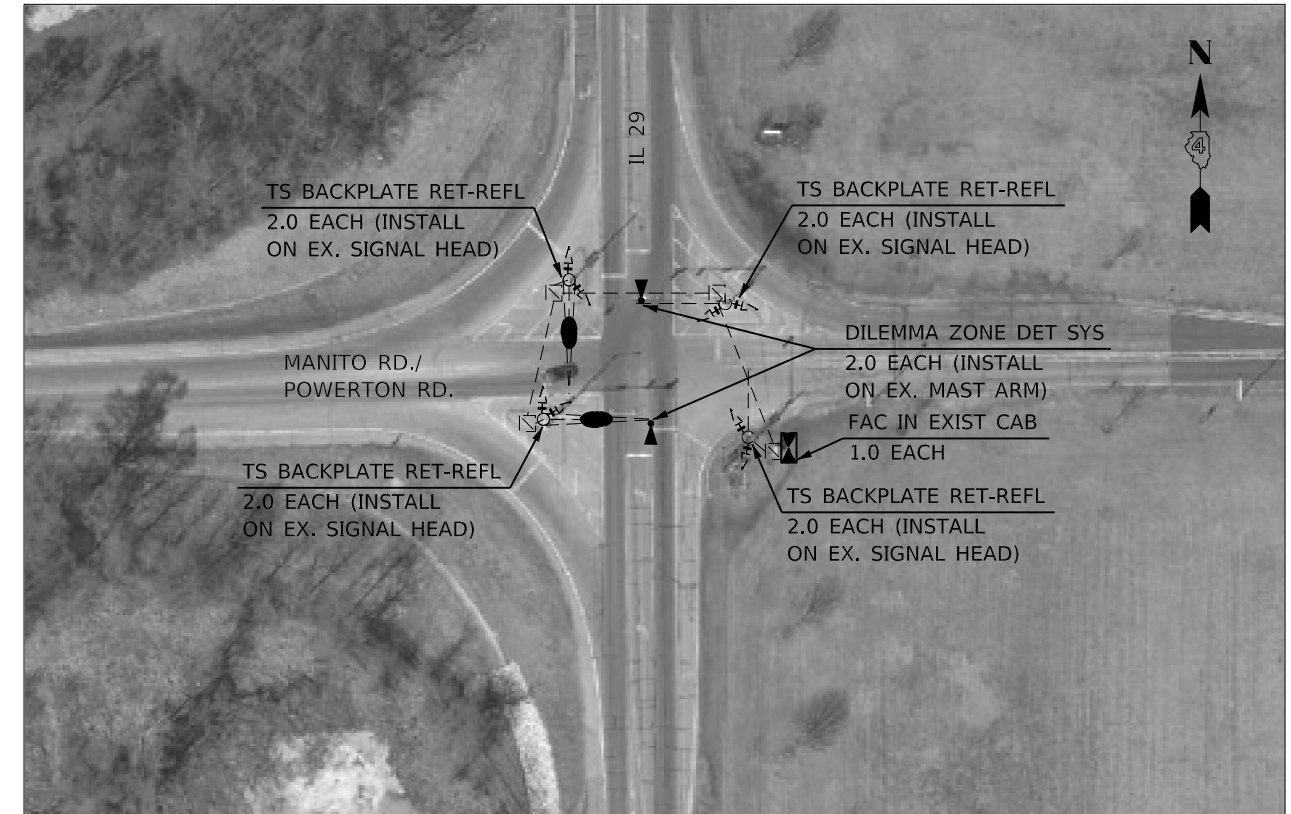 N
4
IL 29
TS BACKPLATE RET-REFL
2.0 EACH (INSTALL
ON EX. SIGNAL HEAD)
TS BACKPLATE RET-REFL
2.0 EACH (INSTALL
ON EX. SIGNAL HEAD)
MANITO RD./
POWERTON RD.
DILEMMA ZONE DET SYS
2.0 EACH (INSTALL
ON EX. MAST ARM)
FAC IN EXIST CAB
1.0 EACH
TS BACKPLATE RET-REFL
2.0 EACH (INSTALL
ON EX. SIGNAL HEAD)
TS BACKPLATE RET-REFL
2.0 EACH (INSTALL
ON EX. SIGNAL HEAD)